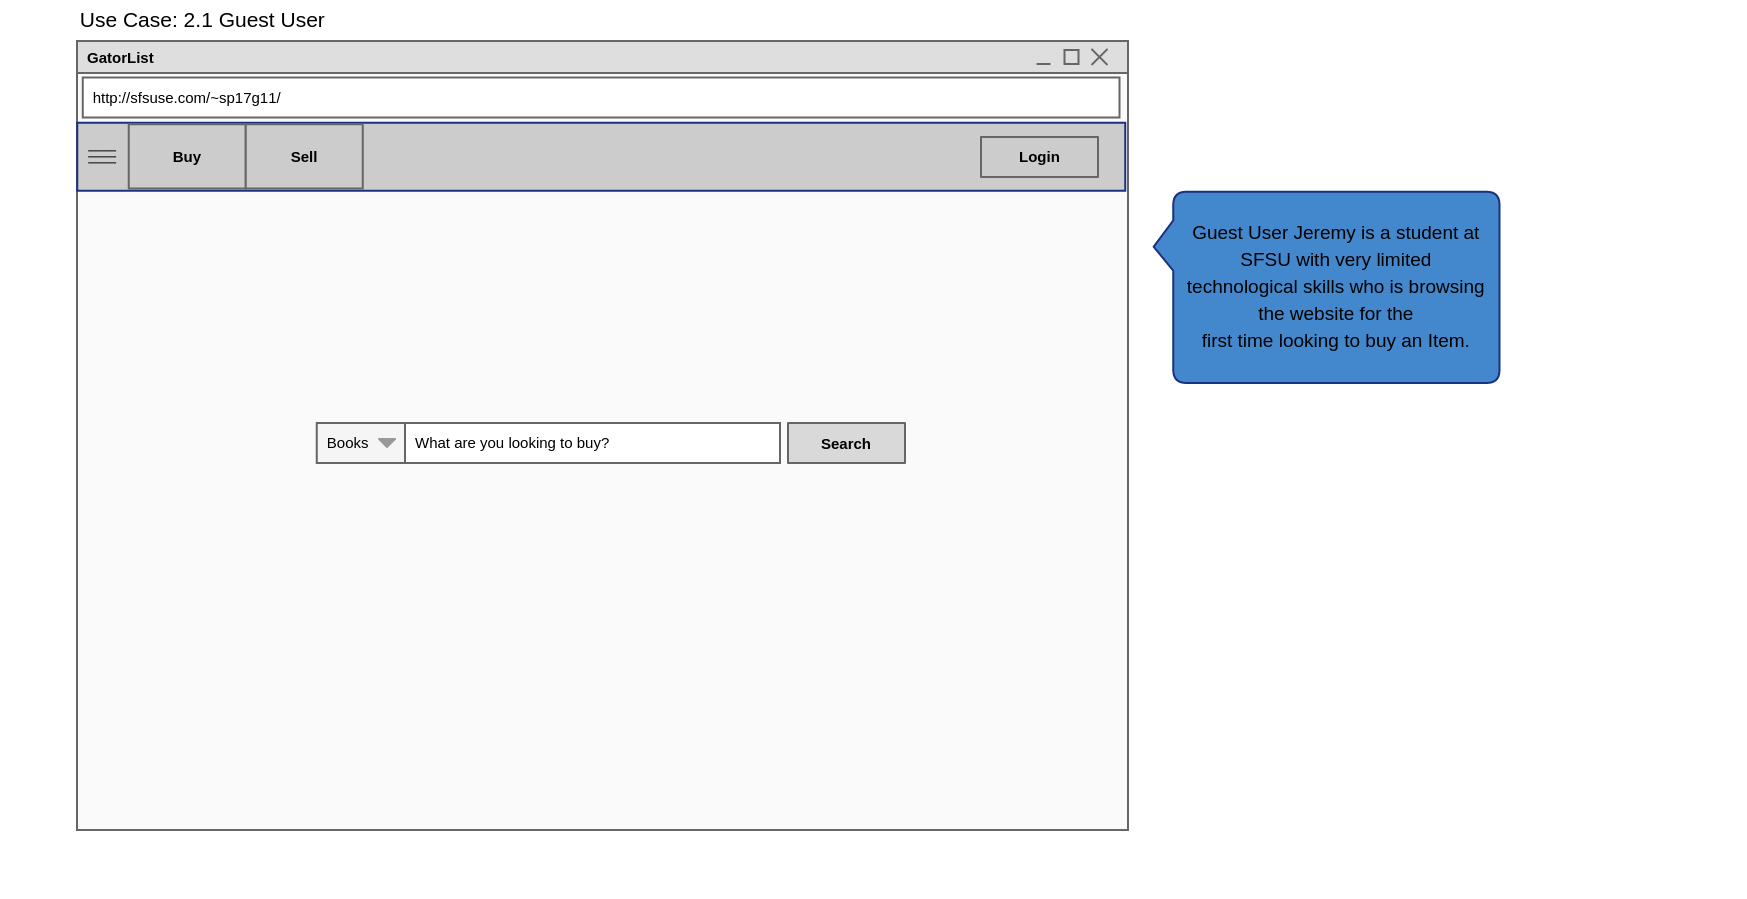 Use Case: 2.1 Guest User
GatorList
http://sfsuse.com/~sp17g11/
Buy
Sell
Login
Guest User Jeremy is a student at
SFSU with very limited
technological skills who is browsing
the website for the
first time looking to buy an Item.
Books
What are you looking to buy?
Search